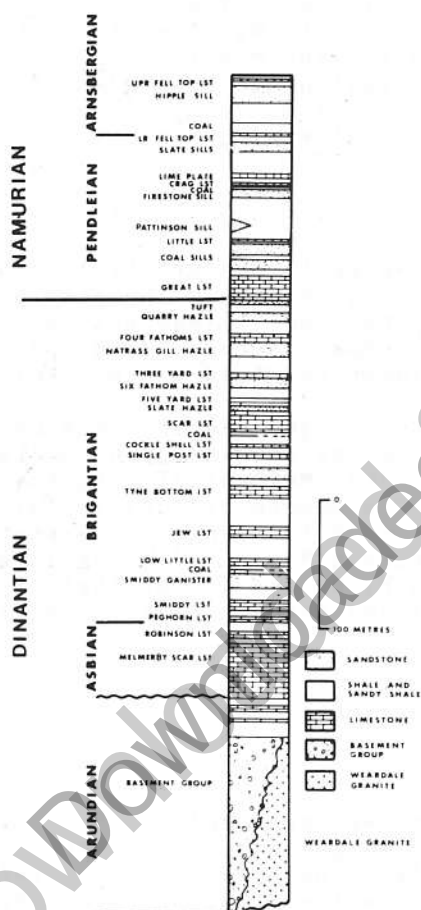 ARNSBERGIAN
UPR FELL TOP LST
HIPPLE SILL
COAL
LR FELL TOP LST
SLATE SILLS
NAMURIAN
PENDLEIAN
LIME PLATE
CRAG LST
COAL
FIRESTONE SILL
PATTINSON SILL
LITTLE LST
COAL SILLS
GREAT LST
TUFT
QUARRY HAZLE
FOUR FATHOMS LST
NATRASS GILL HAZLE
THREE YARD LST
SIX FATHOM HAZLE
FIVE YARD LST
SLATE HAZLE
SCAR LST
COAL
COCKLE SHELL LST
SINGLE POST LST
BRIGANTIAN
TYNE BOTTOM LST
JEW LST
DINANTIAN
LOW LITTLE LST
COAL
SMIDDY GANISTER
SMIDDY LST
PEGHORN LST
ROBINSON LST
ASBIAN
MELMERBY SCAR LST
ARUNDIAN
BASEMENT GROUP
0
100 METRES
SANDSTONE
SHALE AND
SANDY SHALE
LIMESTONE
BASEMENT
GROUP
WEARDALE
GRANITE
WEARDALE GRANITE
Downloaded